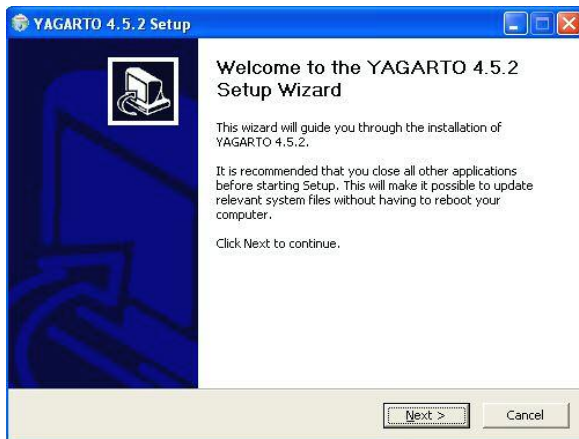 YAGARTO 4.5.2 Setup
Welcome to the YAGARTO 4.5.2
Setup Wizard
This wizard will guide you through the installation of
YAGARTO 4.5.2.
It is recommended that you close all other applications
before starting Setup. This will make it possible to update
relevant system files without having to reboot your
computer.
Click Next to continue.
Next >
Cancel